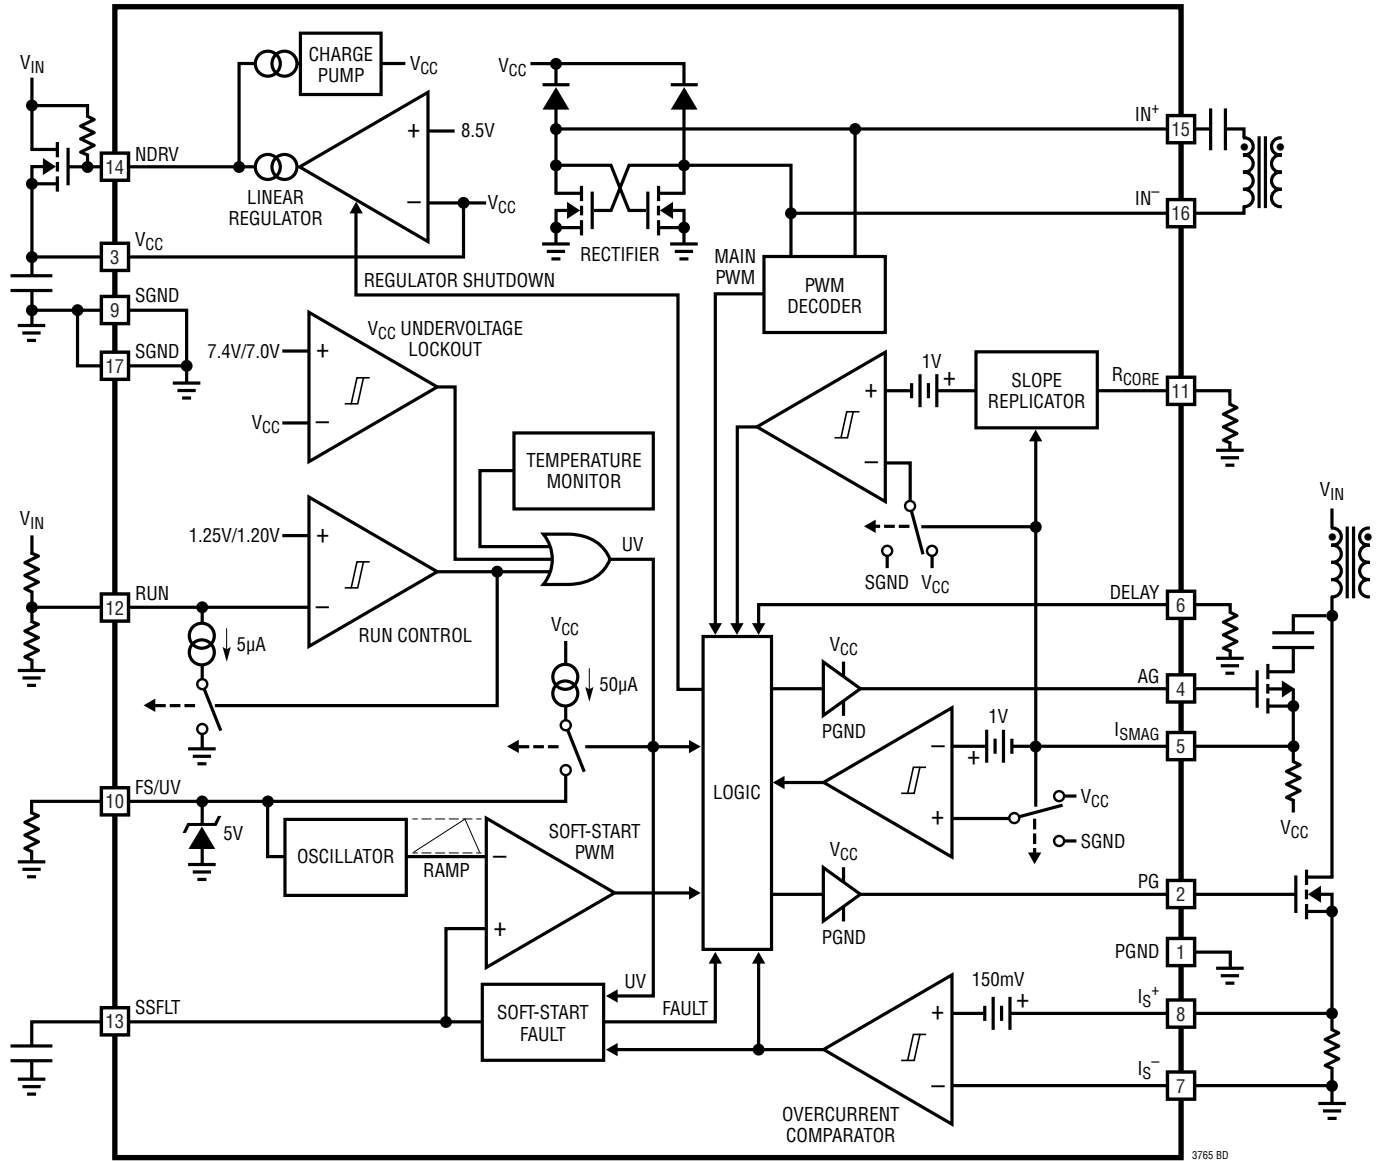 VIN
CHARGE
PUMP
VCC
+
8.5V
14
NDRV
LINEAR
REGULATOR
−
VCC
VCC
3
VCC
RECTIFIER
REGULATOR SHUTDOWN
9
SGND
17
SGND
MAIN
PWM
PWM
DECODER
IN+
15
IN−
16
VCC UNDERVOLTAGE
LOCKOUT
7.4V/7.0V
+
VCC
−
1V
+
+
−
SLOPE
REPLICATOR
RCORE
11
TEMPERATURE
MONITOR
SGND
VCC
VIN
1.25V/1.20V
+
−
RUN CONTROL
UV
12
RUN
5µA
VCC
50µA
VIN
DELAY
6
VCC
PGND
AG
4
1V
+
−
+
ISMAG
5
VCC
SGND
VCC
LOGIC
10
FS/UV
5V
OSCILLATOR
RAMP
SOFT-START
PWM
−
+
VCC
PGND
PG
2
PGND
1
UV
13
SSFLT
SOFT-START
FAULT
FAULT
150mV
+
+
−
IS+
8
IS−
7
OVERCURRENT
COMPARATOR
3765 BD